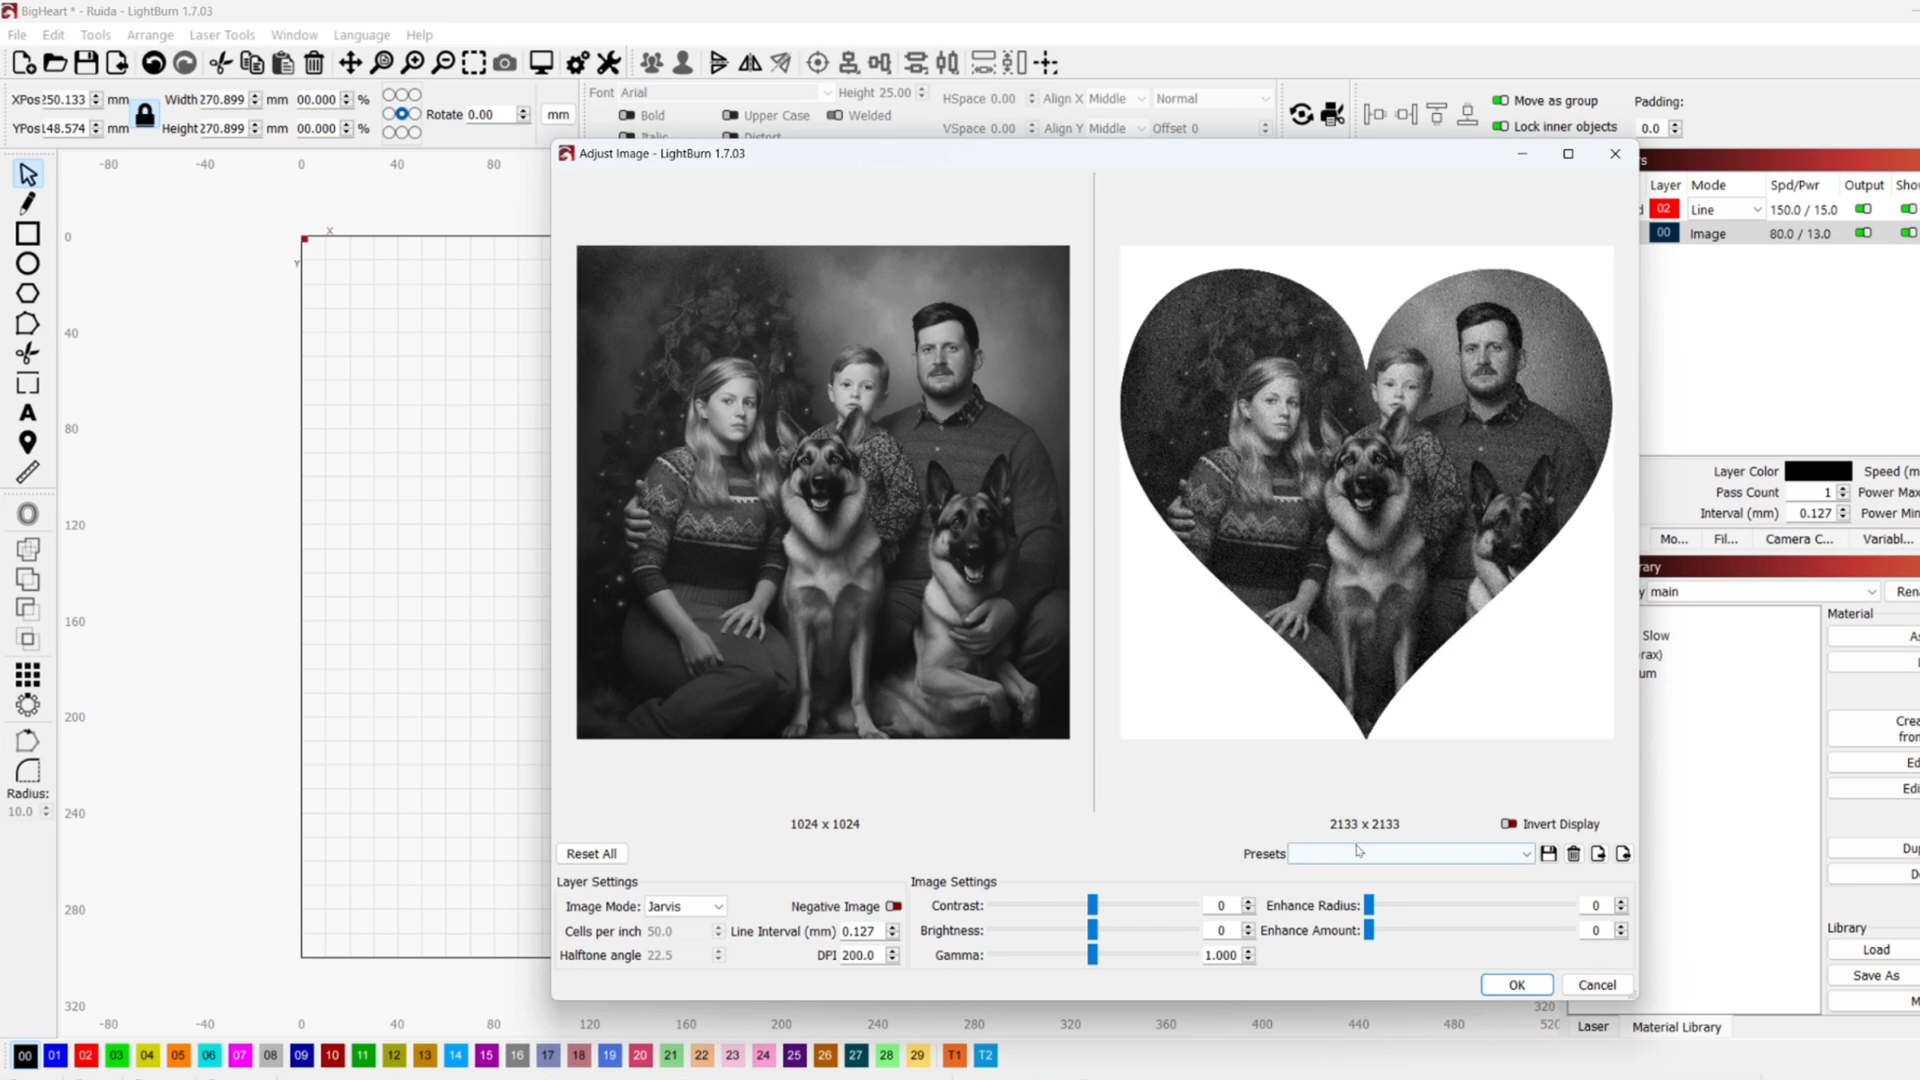 BigHeart * - Ruida - LightBurn 1.7.03
File Edit Tools Arrange Laser Tools Window Language Help
XPos 250.133 mm Width 270.899 mm 00.000 % Rotate 0.00 mm
YPos 148.574 mm Height 270.899 mm 00.000 %
Font Arial Height 25.00 HSpace 0.00 Align X Middle Normal
Bold Upper Case Welded
Italic Distort VSpace 0.00 Align Y Middle Offset 0
Move as group Padding:
Lock inner objects 0.0
Adjust Image - LightBurn 1.7.03
-80 -40 0 40 80
X
Y
0
40
80
120
160
200
240
280
320
Radius:
10.0
Layer Mode Spd/Pwr Output Sho
02 Line 150.0 / 15.0
00 Image 80.0 / 13.0
Layer Color Speed (m
Pass Count 1 Power Max
Interval (mm) 0.127 Power Min
Mo... Fil... Camera C... Variabl...
rary
y main Ren
Material
Slow As
rax)
um
Crea
from
Ed
Edi
Dup
De
Library
Load
Save As
M
1024 x 1024 2133 x 2133 Invert Display
Reset All Presets
Layer Settings Image Settings
Image Mode: Jarvis Negative Image Contrast: 0 Enhance Radius: 0
Cells per inch 50.0 Line Interval (mm) 0.127 Brightness: 0 Enhance Amount: 0
Halftone angle 22.5 DPI 200.0 Gamma: 1.000
OK Cancel
320
-80 -40 0 40 80 120 160 200 240 280 320 360 400 440 480 520
Laser Material Library
00 01 02 03 04 05 06 07 08 09 10 11 12 13 14 15 16 17 18 19 20 21 22 23 24 25 26 27 28 29 T1 T2